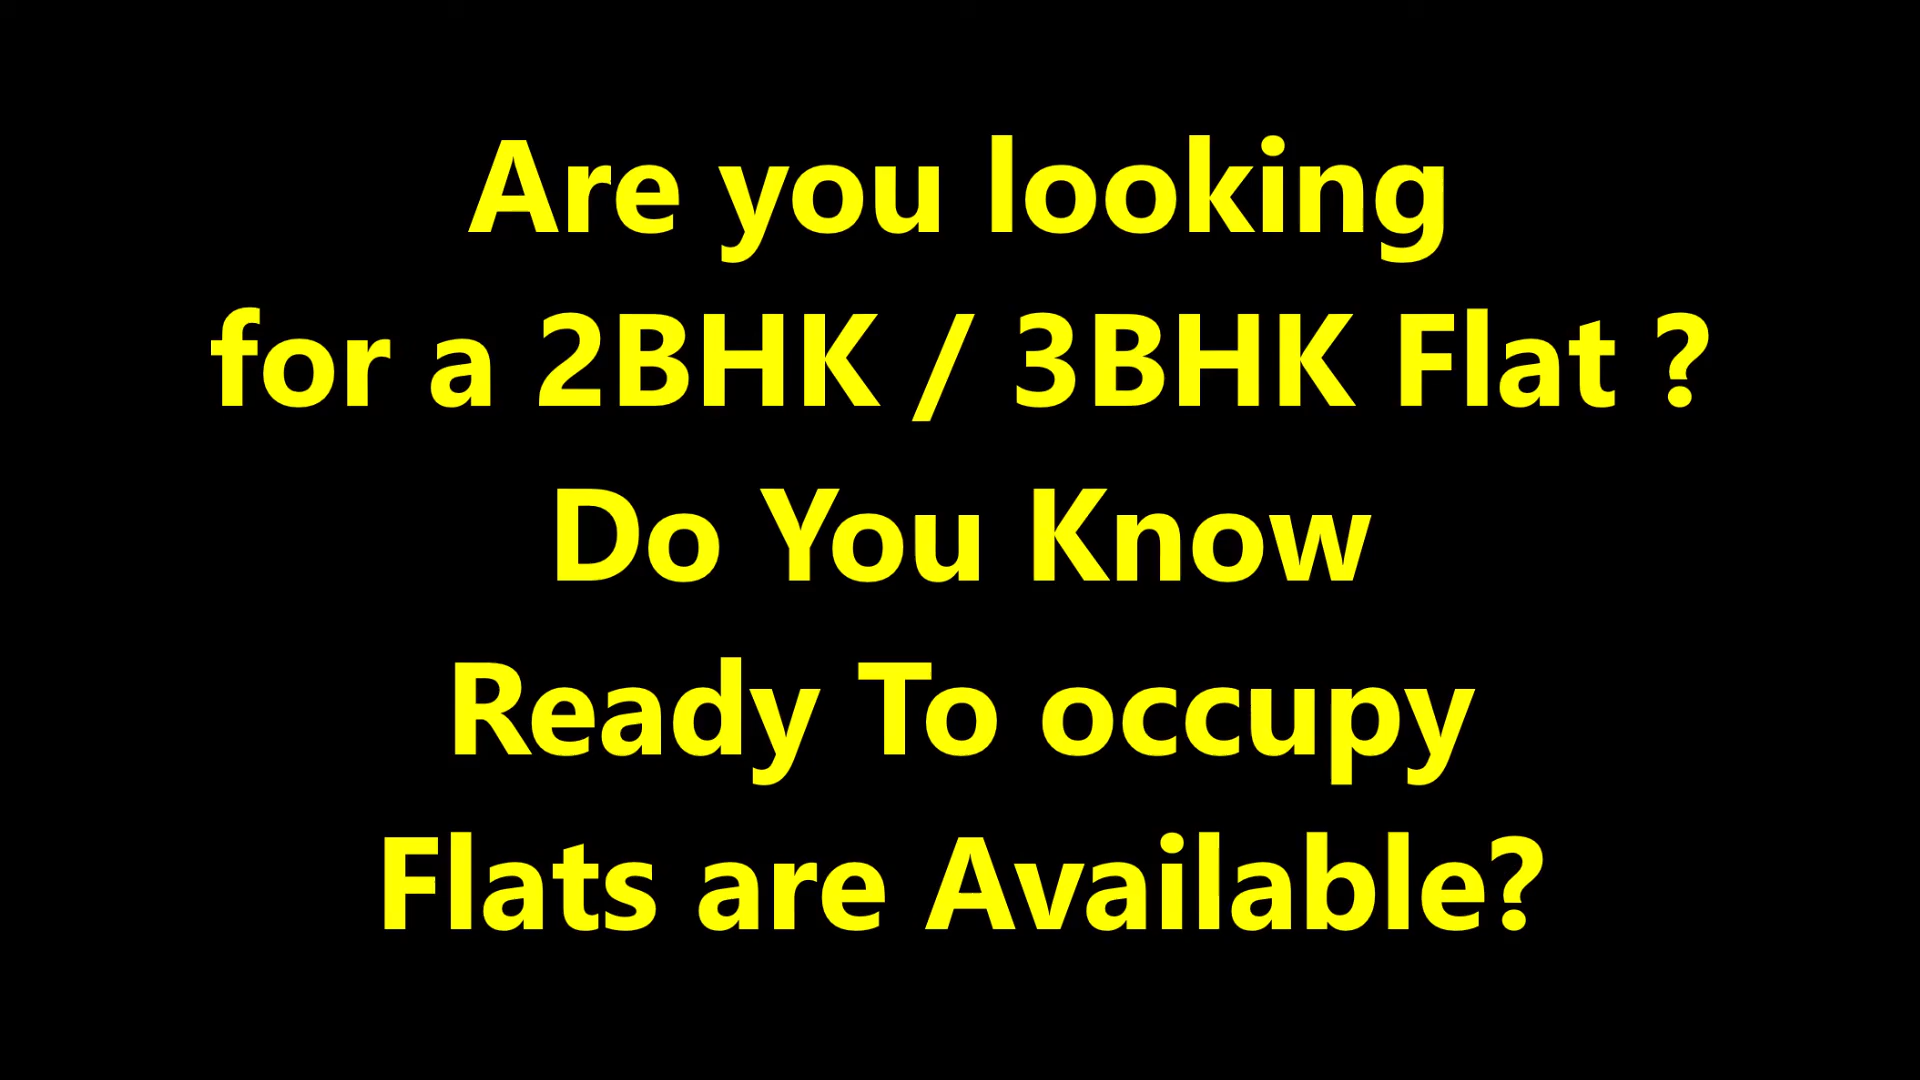 Are you looking
for a 2BHK / 3BHK Flat ?
Do You Know
Ready To occupy
Flats are Available?